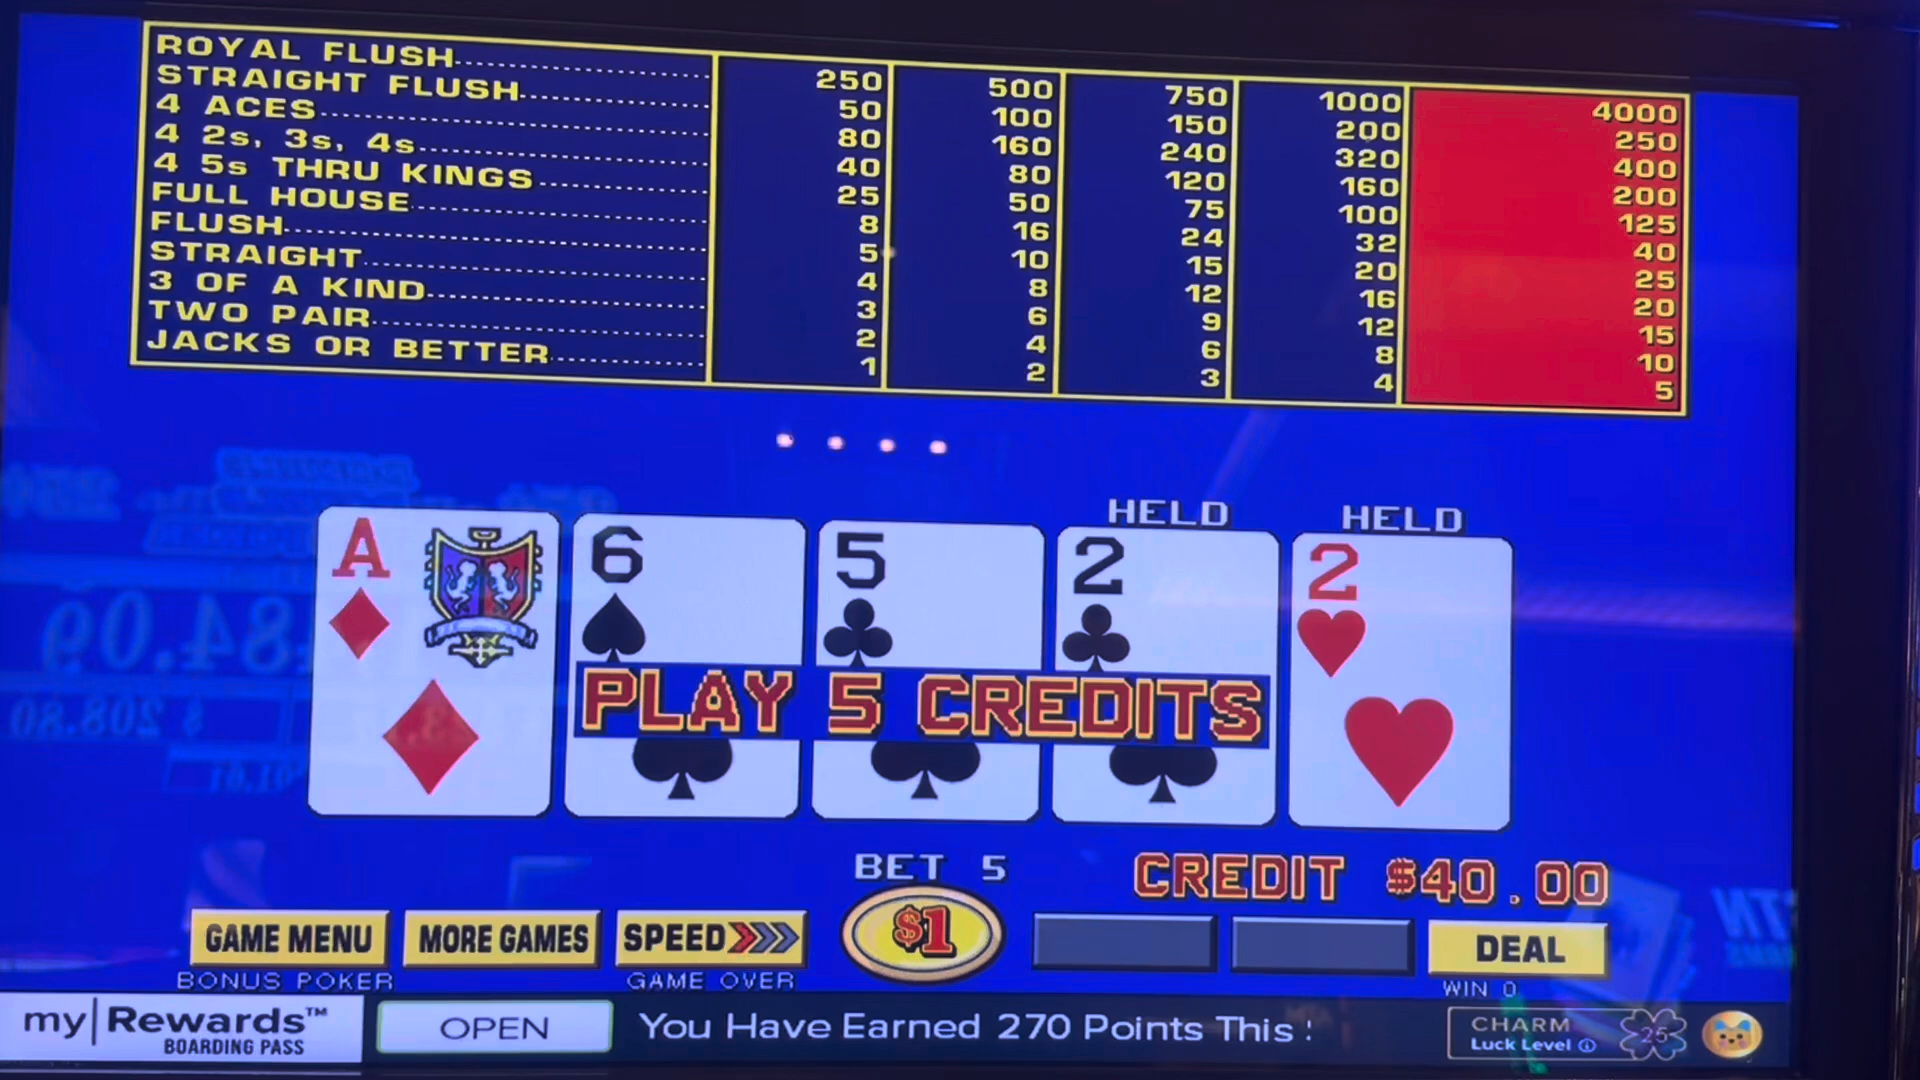 ROYAL FLUSH 250 500 750 1000 4000
STRAIGHT FLUSH 50 100 150 200 250
4 ACES 80 160 240 320 400
4 2s, 3s, 4s 40 80 120 160 200
4 5s THRU KINGS 25 50 75 100 125
FULL HOUSE 8 16 24 32 40
FLUSH 5 10 15 20 25
STRAIGHT 4 8 12 16 20
3 OF A KIND 3 6 9 12 15
TWO PAIR 2 4 6 8 10
JACKS OR BETTER 1 2 3 4 5
HELD HELD
A 6 5 2 2
PLAY 5 CREDITS
BET 5 CREDIT $40.00
GAME MENU MORE GAMES SPEED $1 DEAL
BONUS POKER GAME OVER WIN 0
my|Rewards™
BOARDING PASS
OPEN
You Have Earned 270 Points This
CHARM
Luck Level
25